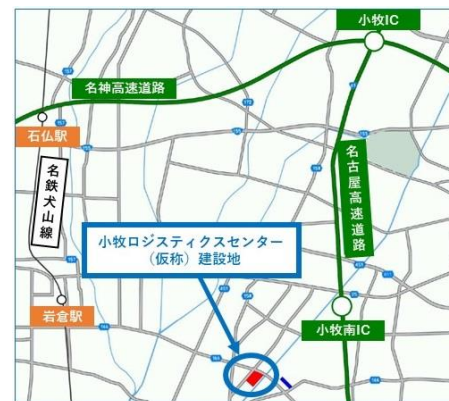 小牧IC
名神高速道路
石仏駅
名鉄犬山線
名古屋高速道路
小牧ロジスティクスセンター
（仮称）建設地
岩倉駅
小牧南IC